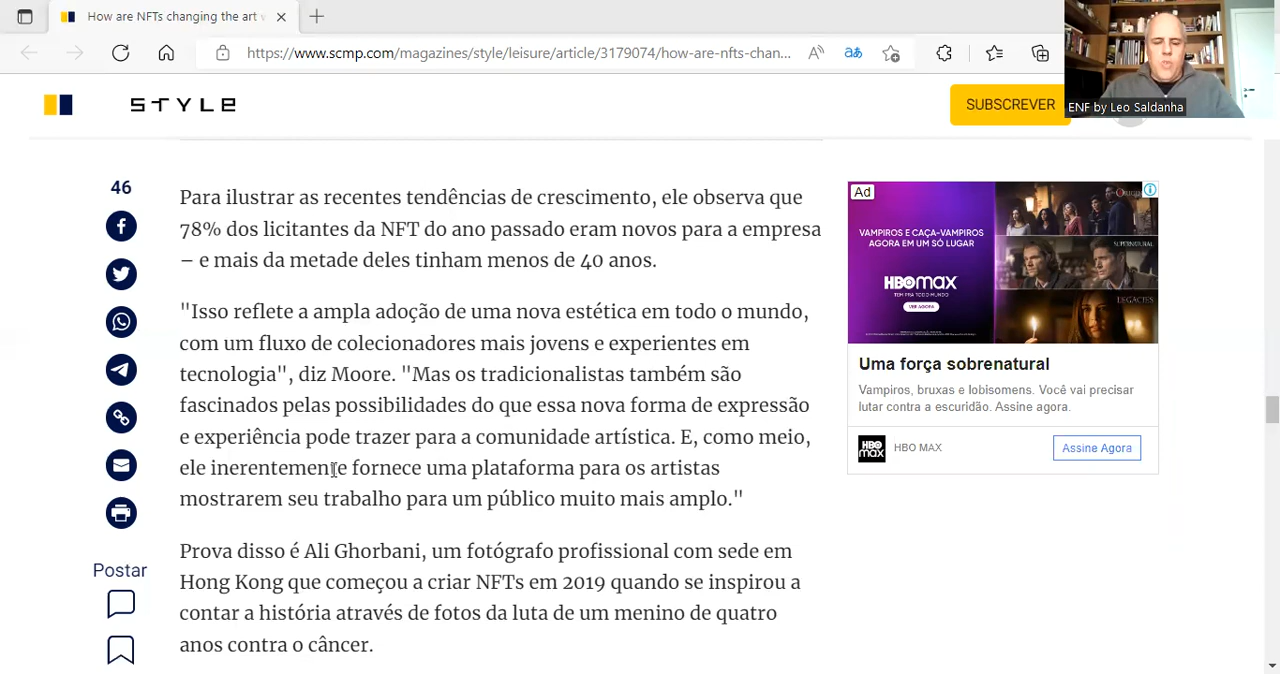 How are NFTs changing the art v
https://www.scmp.com/magazines/style/leisure/article/3179074/how-are-nfts-chan...
ENF by Leo Saldanha
STYLE
SUBSCREVER
46
Para ilustrar as recentes tendências de crescimento, ele observa que
78% dos licitantes da NFT do ano passado eram novos para a empresa
– e mais da metade deles tinham menos de 40 anos.
"Isso reflete a ampla adoção de uma nova estética em todo o mundo,
com um fluxo de colecionadores mais jovens e experientes em
tecnologia", diz Moore. "Mas os tradicionalistas também são
fascinados pelas possibilidades do que essa nova forma de expressão
e experiência pode trazer para a comunidade artística. E, como meio,
ele inerentemente fornece uma plataforma para os artistas
mostrarem seu trabalho para um público muito mais amplo."
Prova disso é Ali Ghorbani, um fotógrafo profissional com sede em
Hong Kong que começou a criar NFTs em 2019 quando se inspirou a
contar a história através de fotos da luta de um menino de quatro
anos contra o câncer.
Postar
Ad
VAMPIROS E CAÇA-VAMPIROS
AGORA EM UM SÓ LUGAR
HBOMAX
VER AGORA
SUPERNATURAL
LEGACIES
Uma força sobrenatural
Vampiros, bruxas e lobisomens. Você vai precisar
lutar contra a escuridão. Assine agora.
HBO max
HBO MAX
Assine Agora